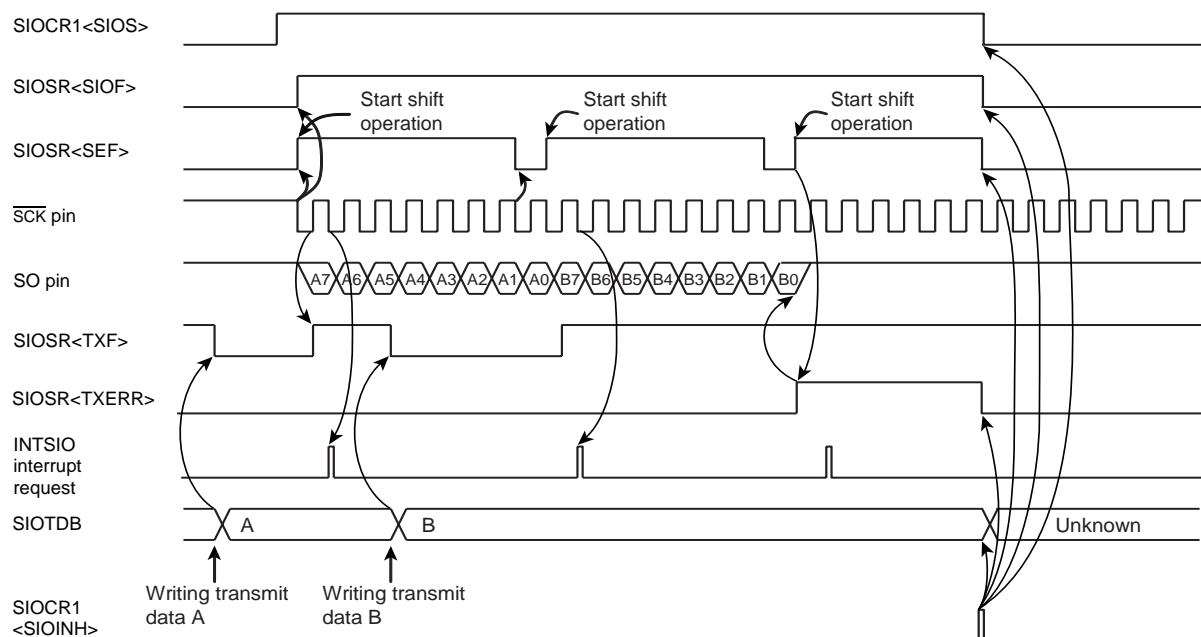 SIOCR1<SIOS>
SIOSR<SIOF>
Start shift
operation
Start shift
operation
Start shift
operation
SIOSR<SEF>
SCK pin
SO pin
A7 A6 A5 A4 A3 A2 A1 A0 B7 B6 B5 B4 B3 B2 B1 B0
SIOSR<TXF>
SIOSR<TXERR>
INTSIO
interrupt
request
SIOTDB
A
B
Unknown
Writing transmit
data A
Writing transmit
data B
SIOCR1
<SIOINH>